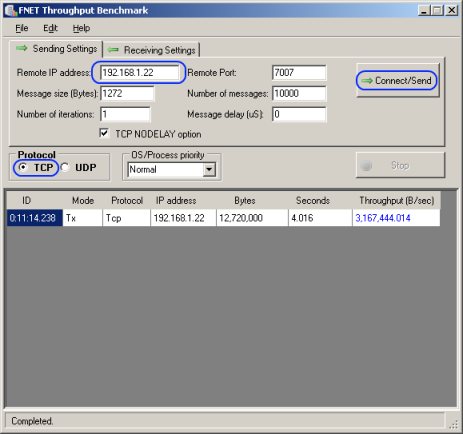 FNET Throughput Benchmark
File Edit Help
Sending Settings Receiving Settings
Remote IP address: 192.168.1.22 Remote Port: 7007
Connect/Send
Message size (Bytes): 1272 Number of messages: 10000
Number of iterations: 1 Message delay (uS): 0
TCP NODELAY option
Protocol OS/Process priority
TCP UDP Normal Stop
ID Mode Protocol IP address Bytes Seconds Throughput (B/sec)
0:11:14.238 Tx Tcp 192.168.1.22 12,720,000 4.016 3,167,444.014
Completed.